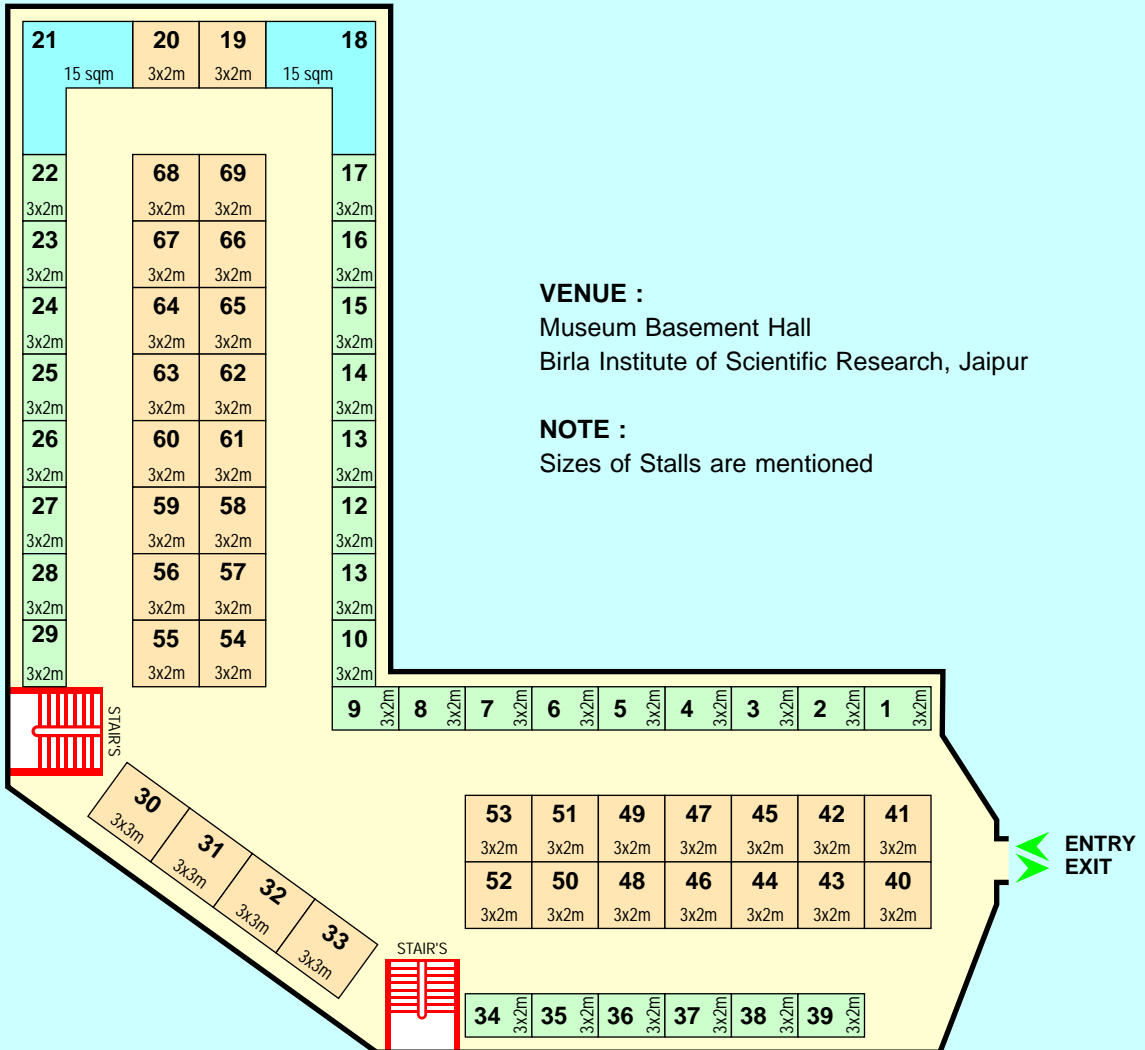 21 20 19 18
15 sqm 3x2m 3x2m 15 sqm
22 68 69 17
3x2m 3x2m 3x2m 3x2m
23 67 66 16
3x2m 3x2m 3x2m 3x2m
24 64 65 15
3x2m 3x2m 3x2m 3x2m
25 63 62 14
3x2m 3x2m 3x2m 3x2m
26 60 61 13
3x2m 3x2m 3x2m 3x2m
27 59 58 12
3x2m 3x2m 3x2m 3x2m
28 56 57 13
3x2m 3x2m 3x2m 3x2m
29 55 54 10
3x2m 3x2m 3x2m 3x2m
VENUE :
Museum Basement Hall
Birla Institute of Scientific Research, Jaipur
NOTE :
Sizes of Stalls are mentioned
9 3x2m 8 3x2m 7 3x2m 6 3x2m 5 3x2m 4 3x2m 3 3x2m 2 3x2m 1 3x2m
STAIR'S
30
3x3m
31
3x3m
32
3x3m
33
3x3m
53 51 49 47 45 42 41
3x2m 3x2m 3x2m 3x2m 3x2m 3x2m 3x2m
52 50 48 46 44 43 40
3x2m 3x2m 3x2m 3x2m 3x2m 3x2m 3x2m
ENTRY
EXIT
STAIR'S
34 3x2m 35 3x2m 36 3x2m 37 3x2m 38 3x2m 39 3x2m